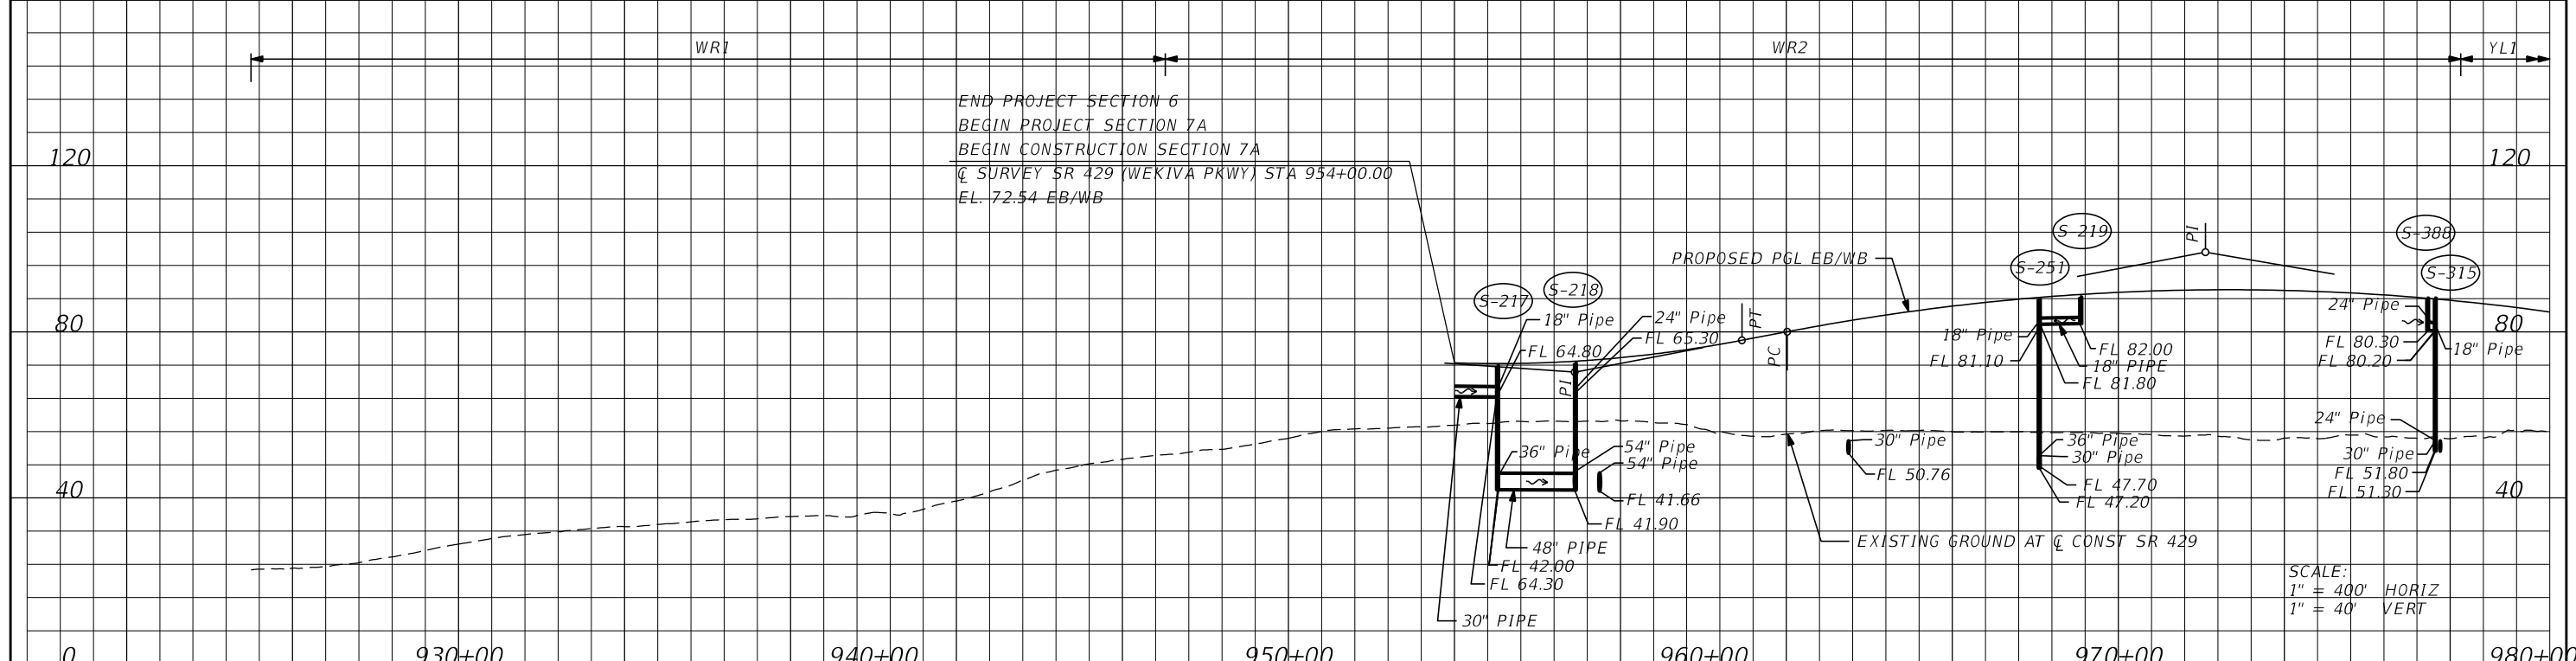 WR1
WR2
YL1
END PROJECT SECTION 6
BEGIN PROJECT SECTION 7A
BEGIN CONSTRUCTION SECTION 7A
℄ SURVEY SR 429 (WEKIVA PKWY) STA 954+00.00
EL. 72.54 EB/WB
120
120
S-219
S-388
PI
PROPOSED PGL EB/WB
S-251
S-315
S-218
S-217
24" Pipe
18" Pipe
24" Pipe
PT
80
80
FL 65.30
18" Pipe
FL 80.30
FL 64.80
PC
FL 82.00
18" Pipe
FL 81.10
FL 80.20
18" PIPE
FL 81.80
PI
24" Pipe
30" Pipe
36" Pipe
54" Pipe
36" Pipe
30" Pipe
30" Pipe
54" Pipe
FL 50.76
FL 51.80
FL 47.70
40
FL 51.30
40
FL 41.66
FL 47.20
FL 41.90
EXISTING GROUND AT ℄ CONST SR 429
48" PIPE
FL 42.00
FL 64.30
SCALE:
1" = 400' HORIZ
1" = 40' VERT
30" PIPE
0
930+00
940+00
950+00
960+00
970+00
980+00